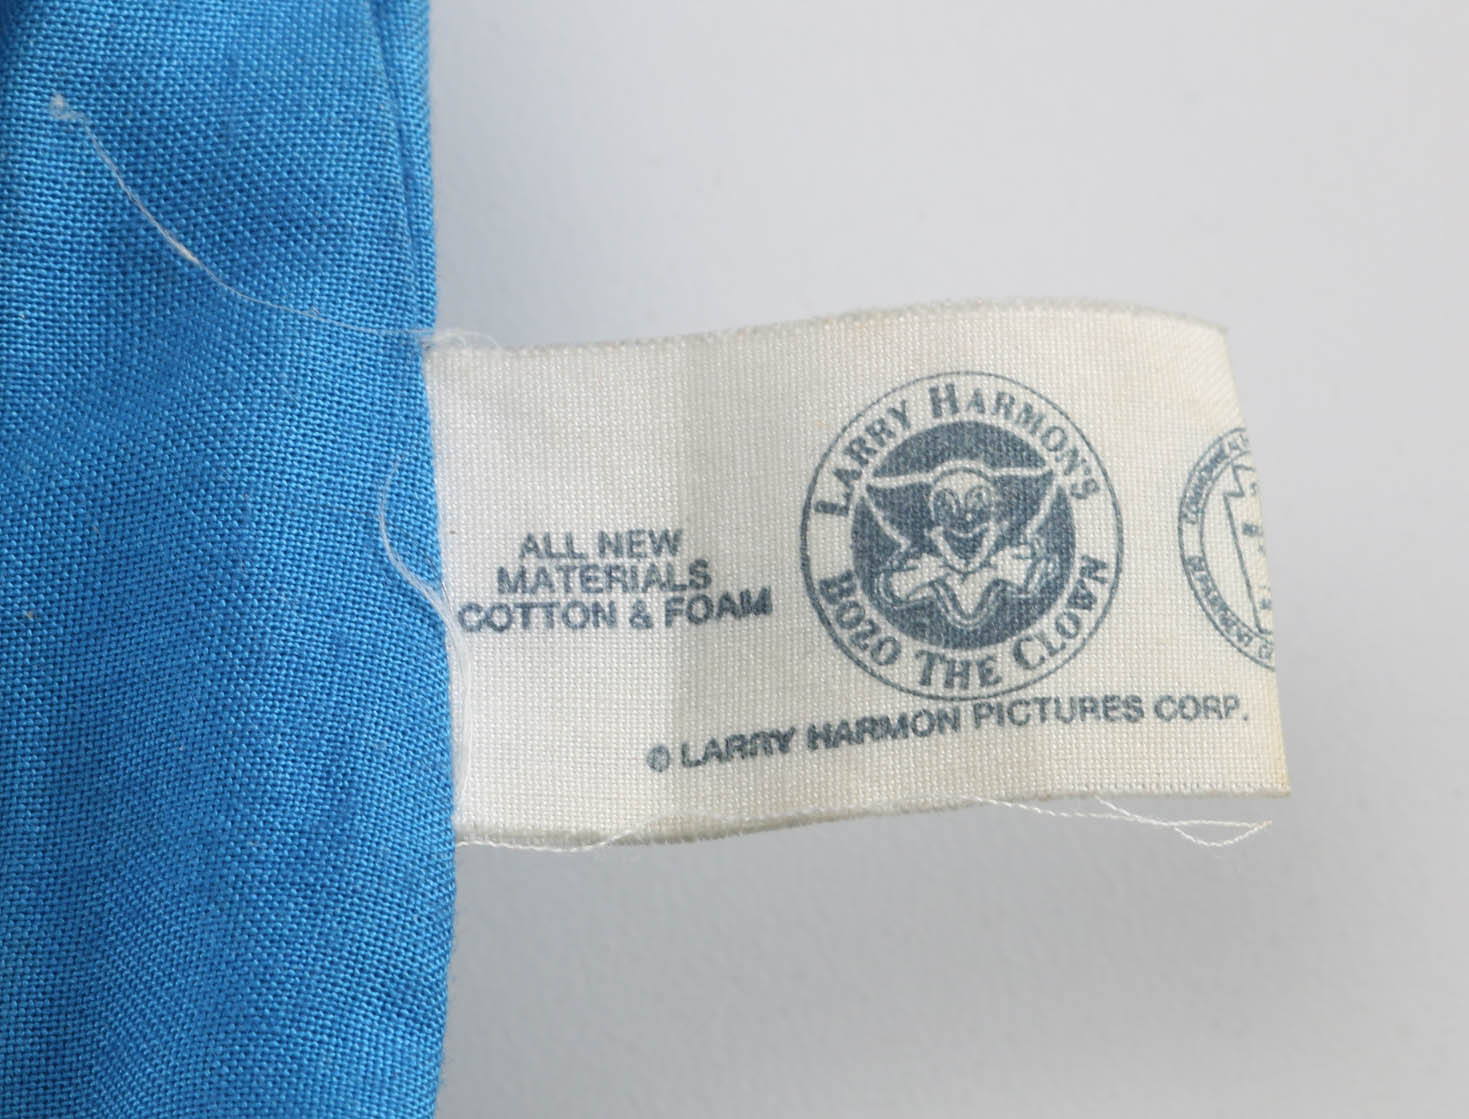 ALL NEW
MATERIALS
COTTON & FOAM
LARRY HARMON'S
BOZO THE CLOWN
© LARRY HARMON PICTURES CORP.